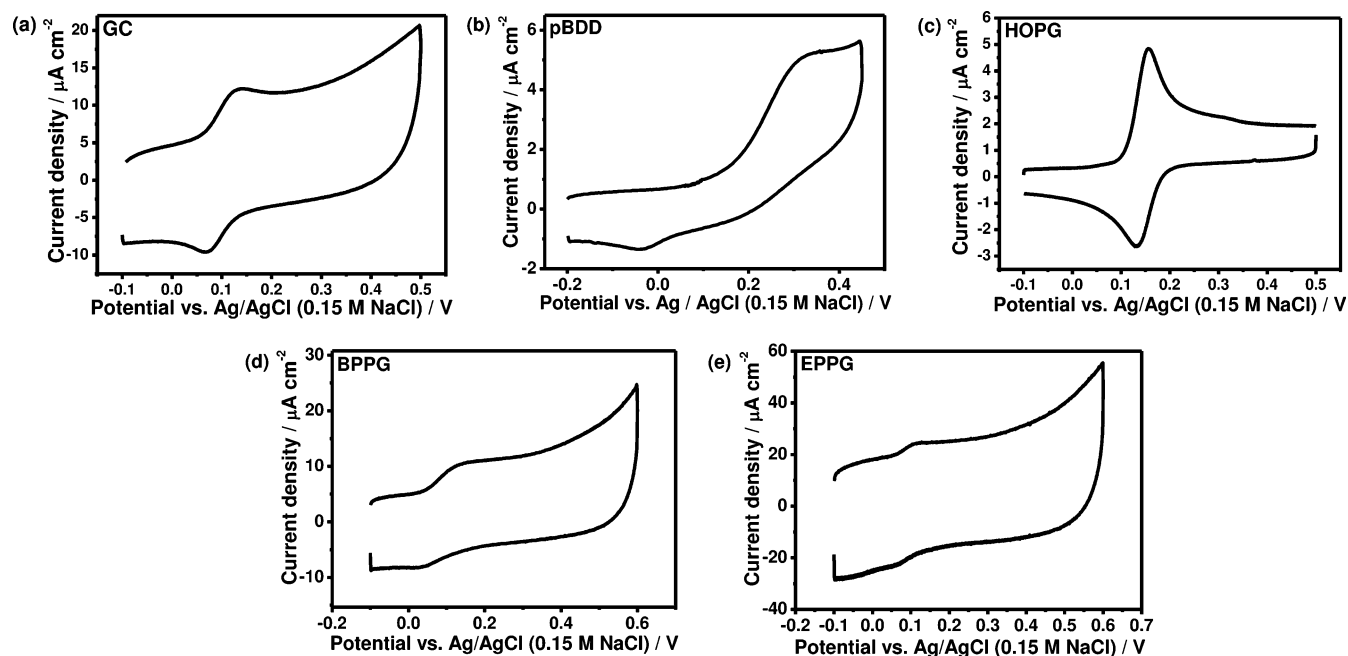 (a)
GC
20
15
10
5
0
-5
-10
Current density / μA cm-2
-0.1 0.0 0.1 0.2 0.3 0.4 0.5
Potential vs. Ag/AgCl (0.15 M NaCl) / V
(b)
pBDD
6
4
2
0
-2
Current density / μA cm-2
-0.2 0.0 0.2 0.4
Potential vs. Ag / AgCl (0.15 M NaCl) / V
(c)
HOPG
6
5
4
3
2
1
0
-1
-2
-3
Current density / μA cm-2
-0.1 0.0 0.1 0.2 0.3 0.4 0.5
Potential vs. Ag/AgCl (0.15 M NaCl) / V
(d)
BPPG
30
20
10
0
-10
Current density / μA cm-2
-0.2 0.0 0.2 0.4 0.6
Potential vs. Ag/AgCl (0.15 M NaCl) / V
(e)
EPPG
60
40
20
0
-20
-40
Current density / μA cm-2
-0.2 -0.1 0.0 0.1 0.2 0.3 0.4 0.5 0.6 0.7
Potential vs. Ag/AgCl (0.15 M NaCl) / V